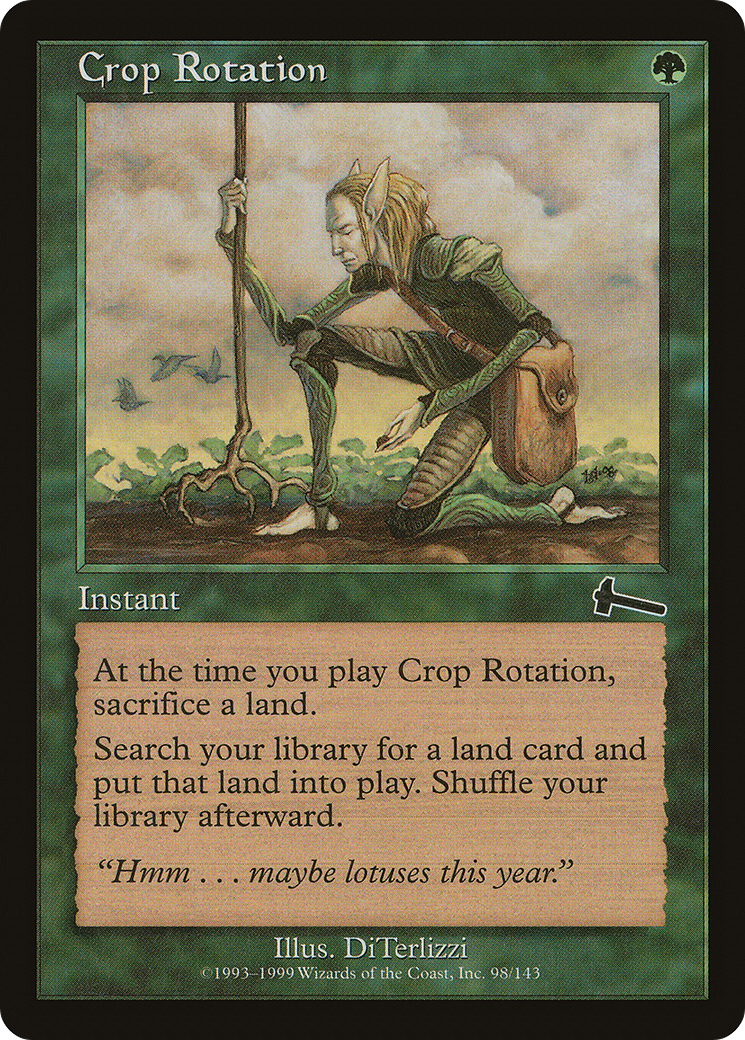 Crop Rotation
Instant
At the time you play Crop Rotation,
sacrifice a land.
Search your library for a land card and
put that land into play. Shuffle your
library afterward.
“Hmm . . . maybe lotuses this year.”
Illus. DiTerlizzi
©1993–1999 Wizards of the Coast, Inc. 98/143